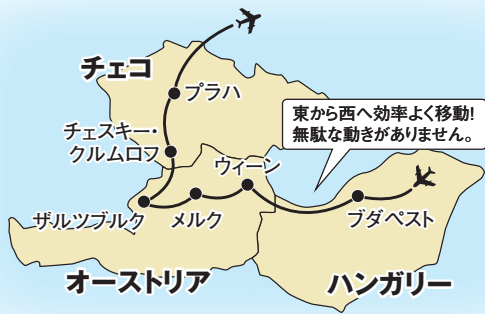 チェコ
プラハ
チェスキー・
クルムロフ
東から西へ効率よく移動!
無駄な動きがありません。
ウィーン
ザルツブルク
メルク
ブダペスト
オーストリア
ハンガリー